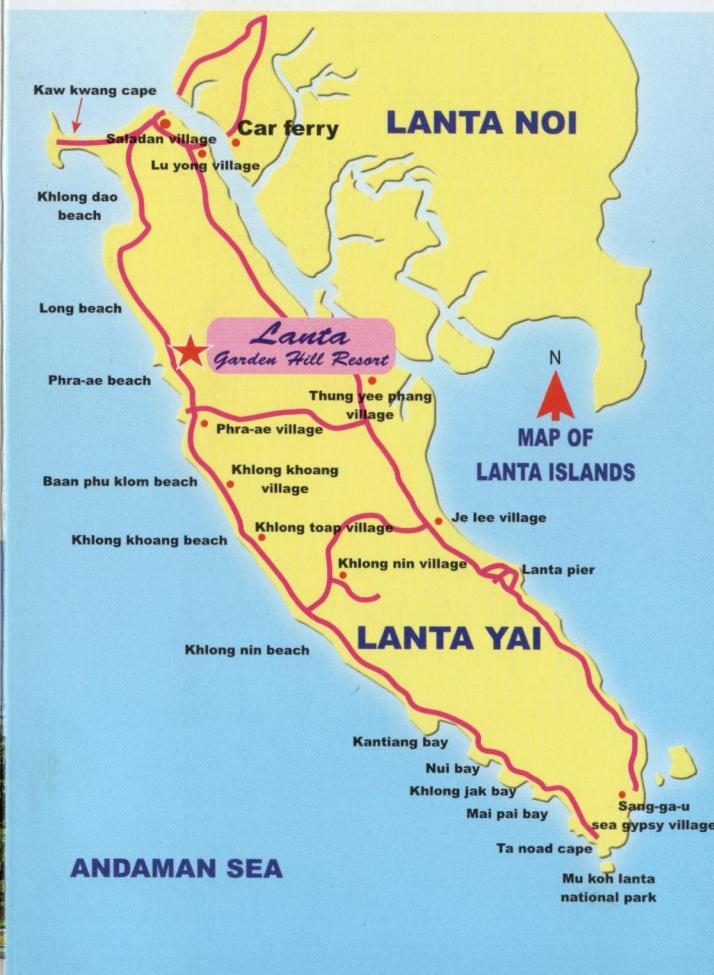 Kaw kwang cape
LANTA NOI
Car ferry
Saladan village
Lu yong village
Khlong dao
beach
Long beach
Lanta
Garden Hill Resort
N
Phra-ae beach
Thung yee phang
village
MAP OF
LANTA ISLANDS
Phra-ae village
Khlong khoang
village
Baan phu klom beach
Je lee village
Khlong toap village
Khlong khoang beach
Khlong nin village
Lanta pier
LANTA YAI
Khlong nin beach
Kantiang bay
Nui bay
Khlong jak bay
Mai pai bay
Sang-ga-u
sea gypsy village
Ta noad cape
ANDAMAN SEA
Mu koh lanta
national park